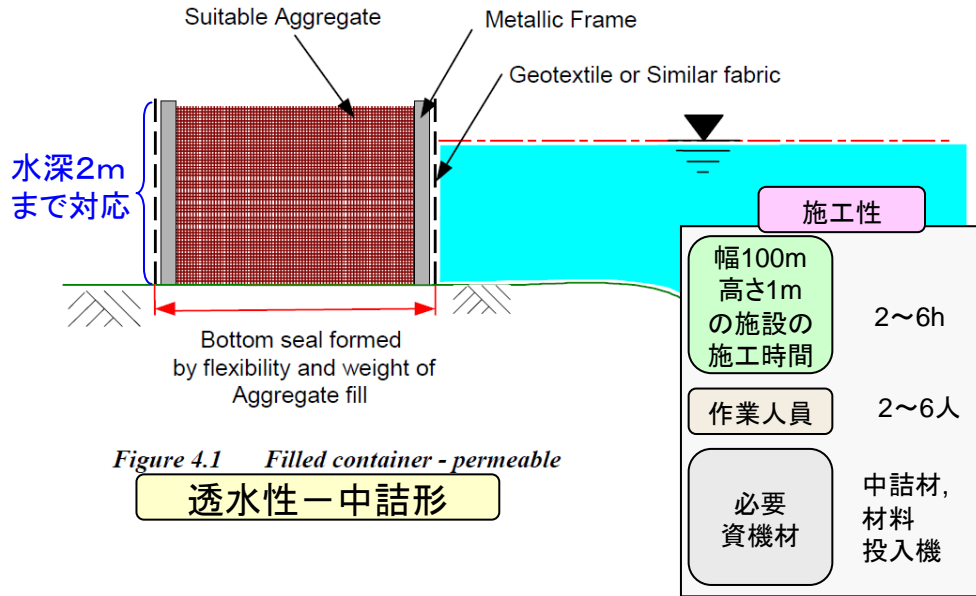 Suitable Aggregate
Metallic Frame
Geotextile or Similar fabric
水深2m
まで対応
Bottom seal formed
by flexibility and weight of
Aggregate fill
Figure 4.1 Filled container - permeable
透水性－中詰形
施工性
幅100m
高さ1m
の施設の
施工時間
2～6h
作業人員
2～6人
必要
資機材
中詰材,
材料
投入機